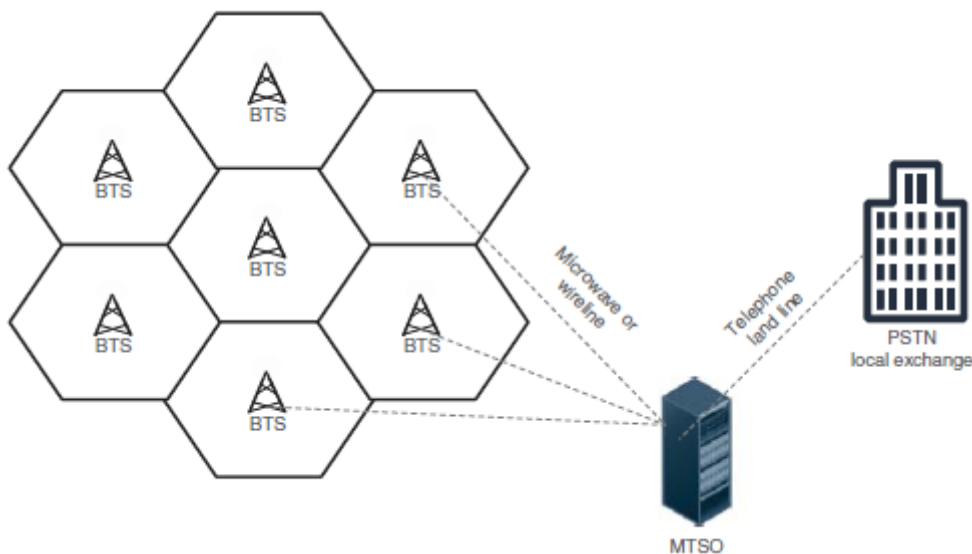 BTS
BTS
BTS
BTS
BTS
BTS
BTS
Microwave or
wireline
Telephone
land line
PSTN
local exchange
MTSO